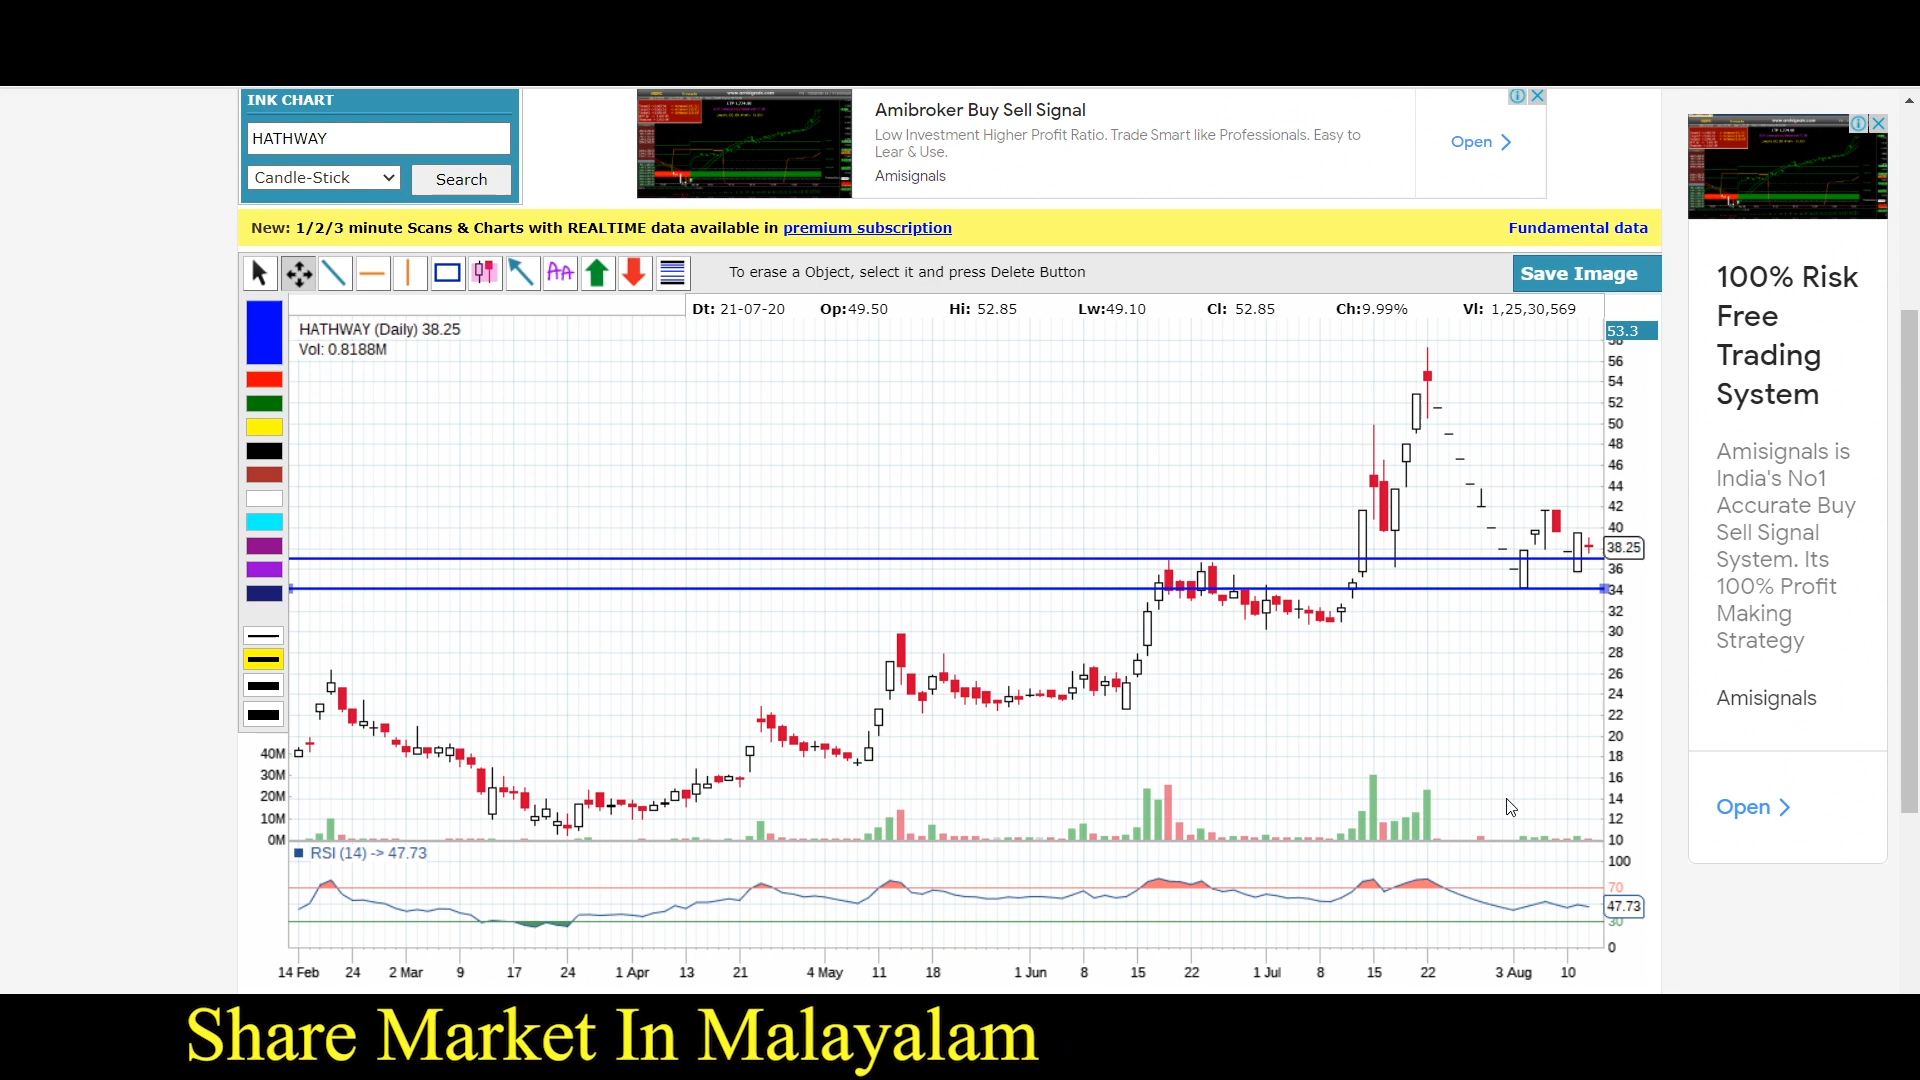 INK CHART
HATHWAY
Candle-Stick
Search
Amibroker Buy Sell Signal
Low Investment Higher Profit Ratio. Trade Smart like Professionals. Easy to
Lear & Use.
Amisignals
Open
New: 1/2/3 minute Scans & Charts with REALTIME data available in premium subscription
Fundamental data
To erase a Object, select it and press Delete Button
Save Image
Dt: 21-07-20 Op:49.50 Hi: 52.85 Lw:49.10 Cl: 52.85 Ch:9.99% Vl: 1,25,30,569
HATHWAY (Daily) 38.25
Vol: 0.8188M
53.3
58
56
54
52
50
48
46
44
42
40
38.25
36
34
32
30
28
26
24
22
20
18
16
14
12
10
40M
30M
20M
10M
0M
RSI (14) -> 47.73
100
70
47.73
30
0
14 Feb 24 2 Mar 9 17 24 1 Apr 13 21 4 May 11 18 1 Jun 8 15 22 1 Jul 8 15 22 3 Aug 10
100% Risk
Free
Trading
System
Amisignals is
India's No1
Accurate Buy
Sell Signal
System. Its
100% Profit
Making
Strategy
Amisignals
Open
Share Market In Malayalam